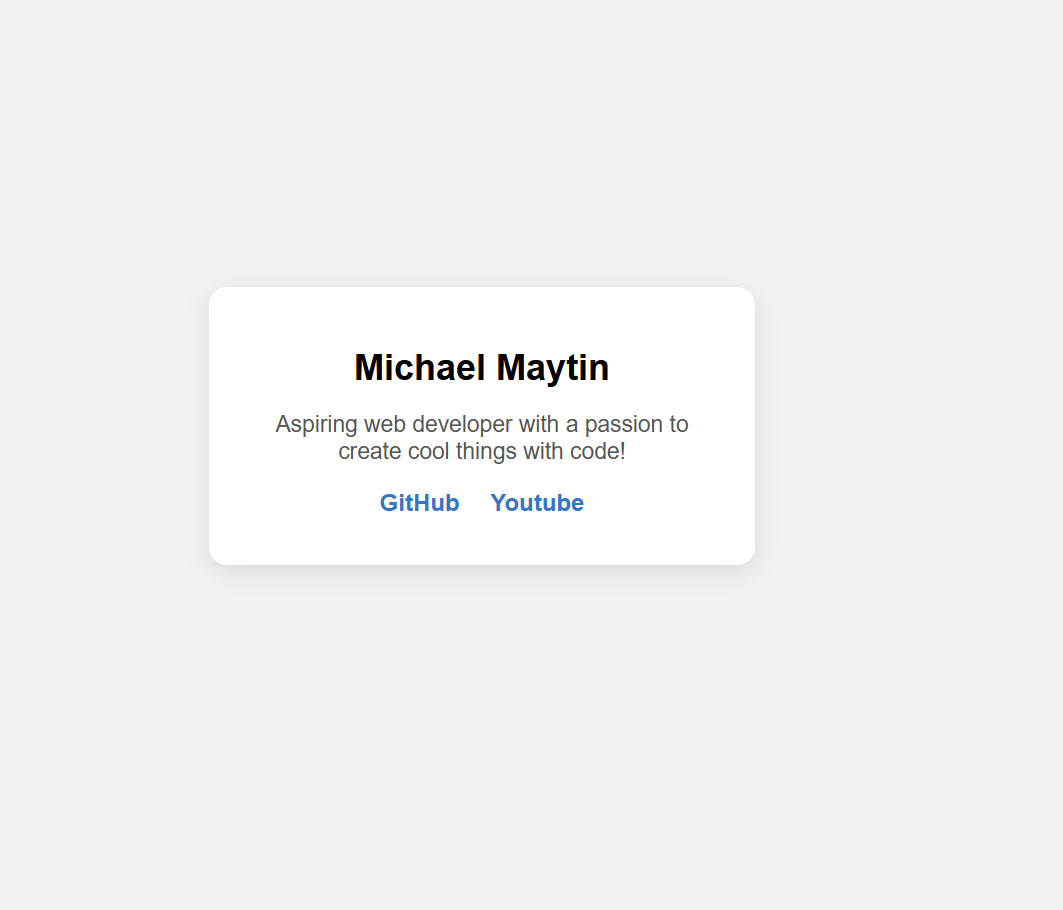 Michael Maytin
Aspiring web developer with a passion to
create cool things with code!
GitHub Youtube